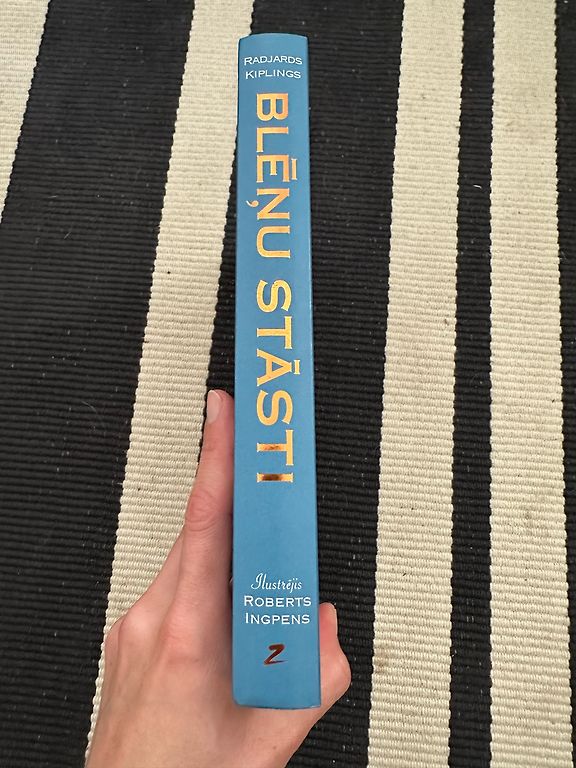 RADJARDS
KIPLINGS
BLĒŅU STĀSTI
Ilustrējis
ROBERTS
INGPENS
Z